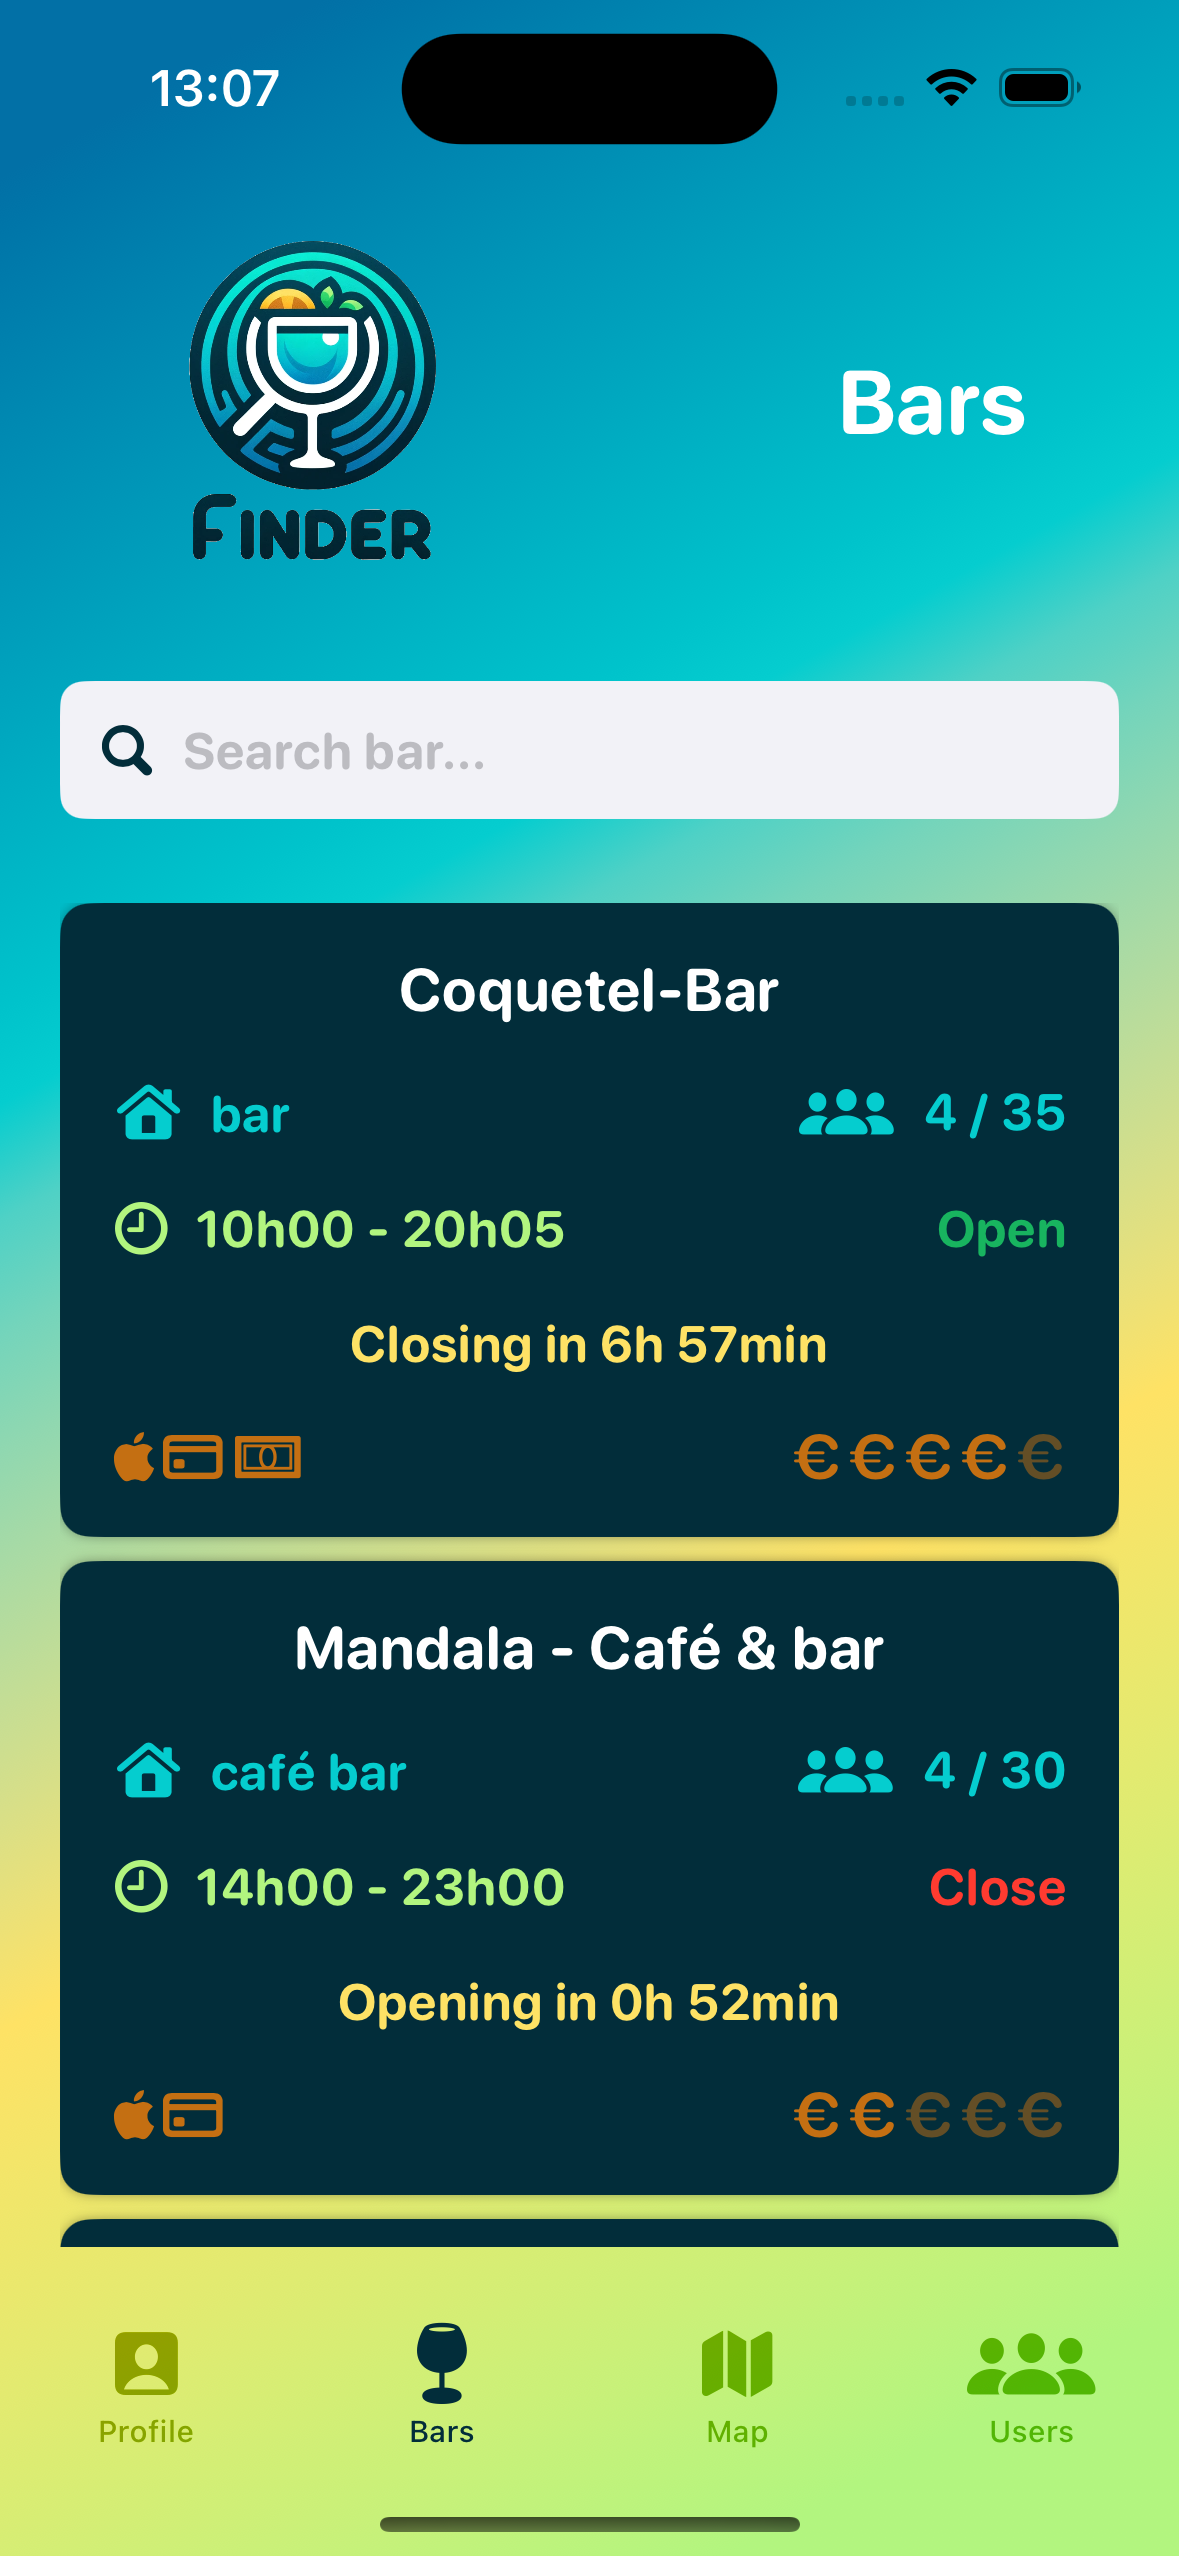 13:07
FINDER
Bars
Search bar...
Coquetel-Bar
bar
4 / 35
10h00 - 20h05
Open
Closing in 6h 57min
€ € € € €
Mandala - Café & bar
café bar
4 / 30
14h00 - 23h00
Close
Opening in 0h 52min
€ € € € €
Profile
Bars
Map
Users